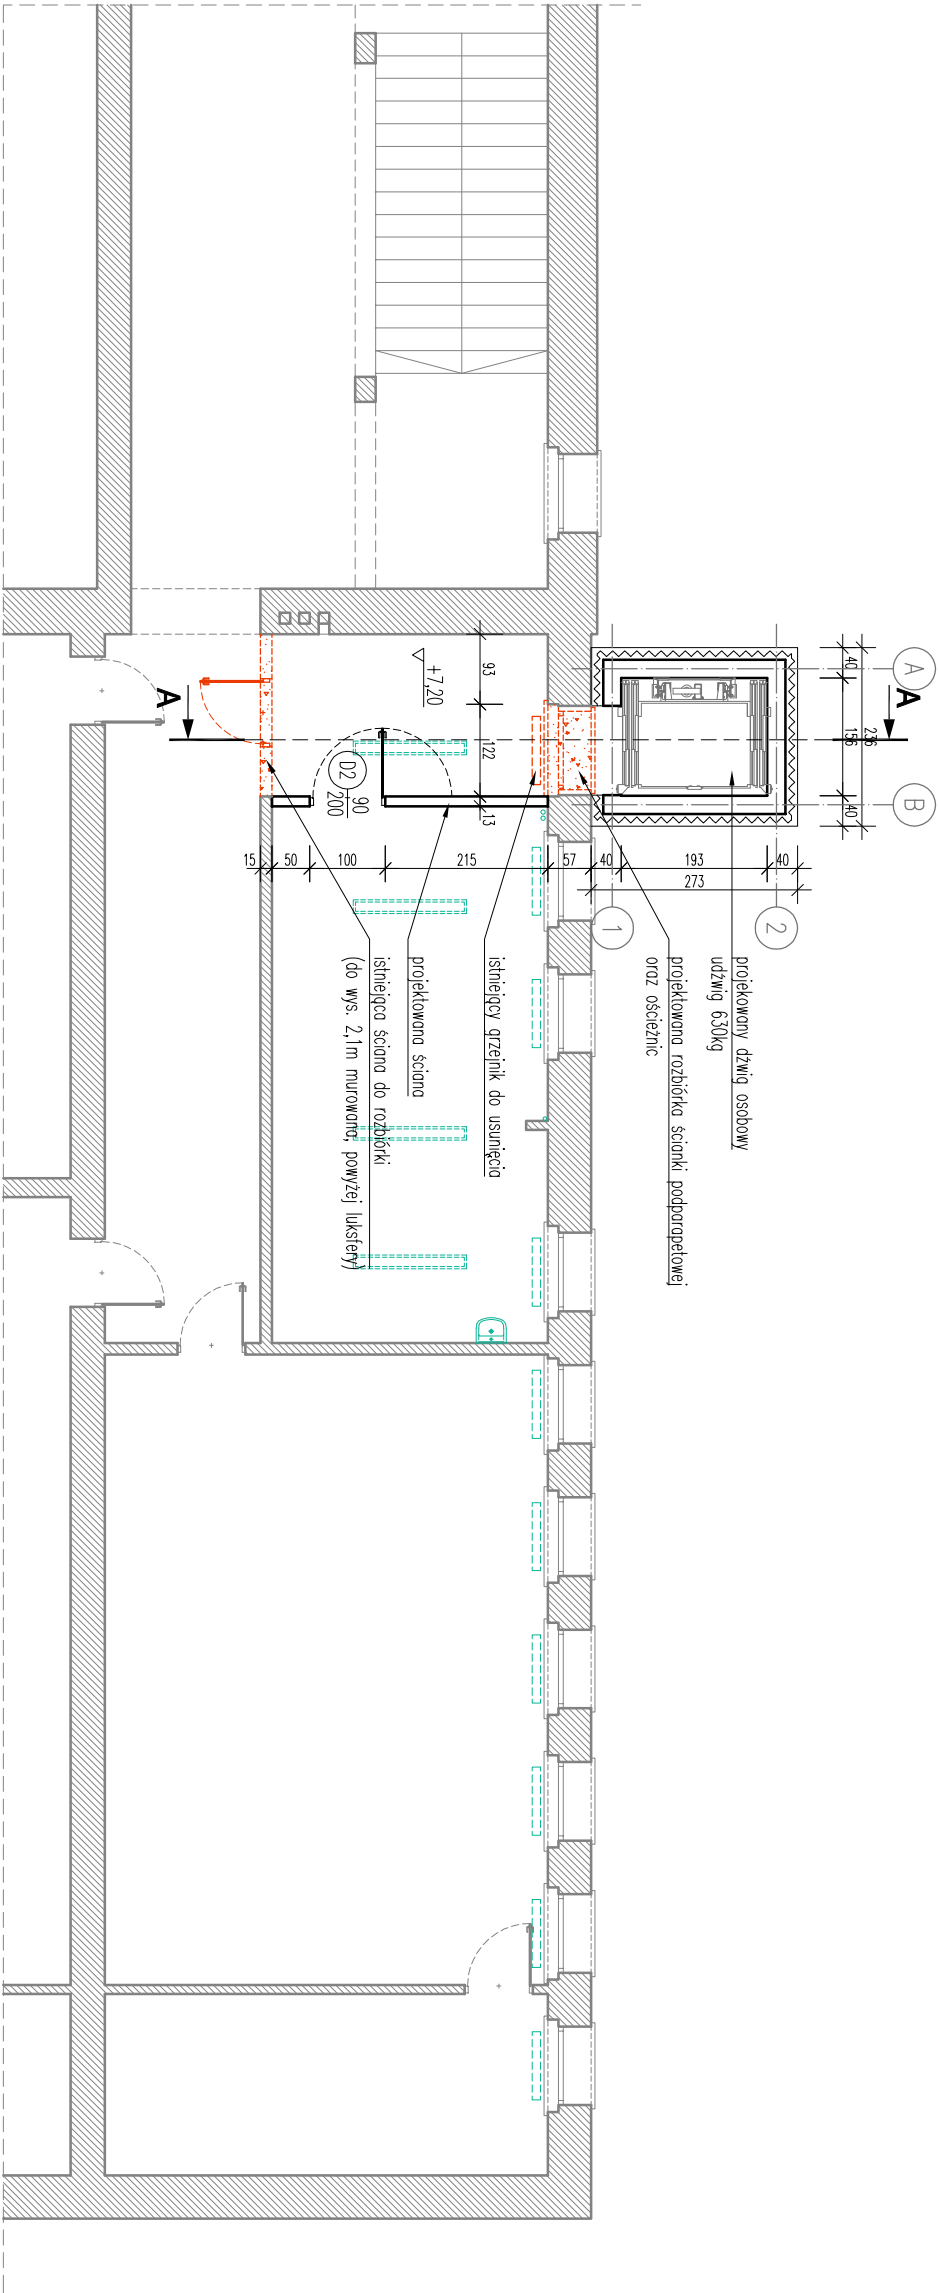 A
B
A
40
156
40
236
1
2
40
193
40
273
57
215
100
50
15
93
122
13
+7,20
D2
90
200
A
projekowany dźwig osobowy
udźwig 630kg
projektowana rozbiórka ścianki podparapetowej
oraz ościeżnic
istniejący grzejnik do usunięcia
projektowana ściana
istniejąca ściana do rozbiórki
(do wys. 2,1m murowana, powyżej luksfery)